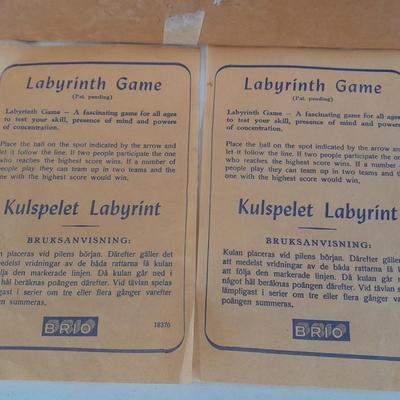 Labyrinth Game
(Pat. pending)
Labyrinth Game — A fascinating game for all ages
to test your skill, presence of mind and powers
of concentration.
Place the ball on the spot indicated by the arrow and
let it follow the line. If two people participate the one
who reaches the highest score wins. If a number of
people play they can team up in two teams and the
one with the highest score would win.
Kulspelet Labyrint
BRUKSANVISNING:
Kulan placeras vid pilens början. Därefter gäller det
att medelst vridningar av de båda rattarna få kulan
följa den markerade linjen. Då kulan går ned i
något hål beräknas poängen därefter. Vid tävlan spelas
lämpligast i serier om tre eller flera gånger varefter
poängen summeras.
BRIO
18376
Labyrinth Game
(Pat. pending)
Labyrinth Game — A fascinating game for all ages
to test your skill, presence of mind and powers
of concentration.
Place the ball on the spot indicated by the arrow and
let it follow the line. If two people participate the one
who reaches the highest score wins. If a number of
people play they can team up in two teams and the
one with the highest score would win.
Kulspelet Labyrint
BRUKSANVISNING:
Kulan placeras vid pilens början. Därefter gäller det
att medelst vridningar av de båda rattarna få kulan
att följa den markerade linjen. Då kulan går ned i
något hål beräknas poängen därefter. Vid tävlan spelas
lämpligast i serier om tre eller flera gånger varefter
poängen summeras.
BRIO